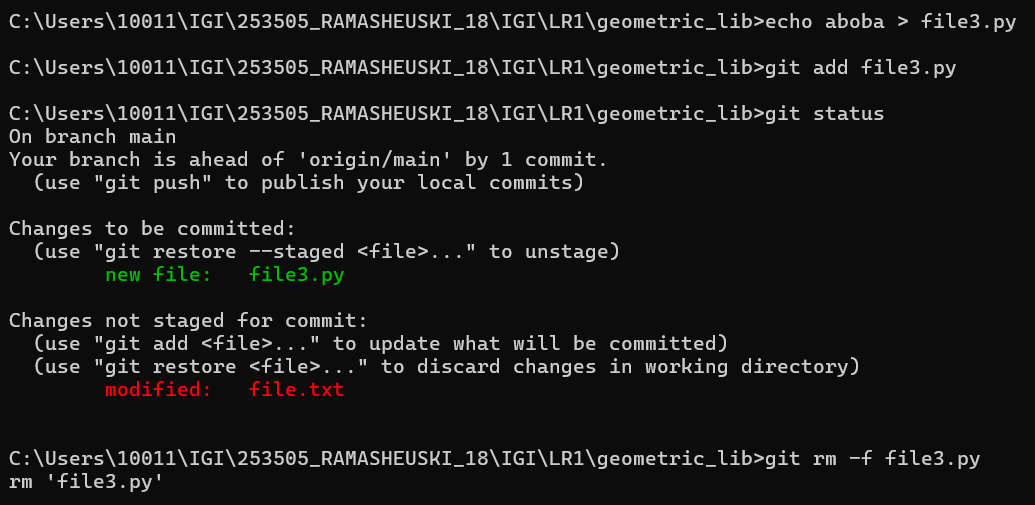 C:\Users\10011\IGI\253505_RAMASHEUSKI_18\IGI\LR1\geometric_lib>echo aboba > file3.py
C:\Users\10011\IGI\253505_RAMASHEUSKI_18\IGI\LR1\geometric_lib>git add file3.py
C:\Users\10011\IGI\253505_RAMASHEUSKI_18\IGI\LR1\geometric_lib>git status
On branch main
Your branch is ahead of 'origin/main' by 1 commit.
  (use "git push" to publish your local commits)
Changes to be committed:
  (use "git restore --staged <file>..." to unstage)
        new file:   file3.py
Changes not staged for commit:
  (use "git add <file>..." to update what will be committed)
  (use "git restore <file>..." to discard changes in working directory)
        modified:   file.txt
C:\Users\10011\IGI\253505_RAMASHEUSKI_18\IGI\LR1\geometric_lib>git rm -f file3.py
rm 'file3.py'